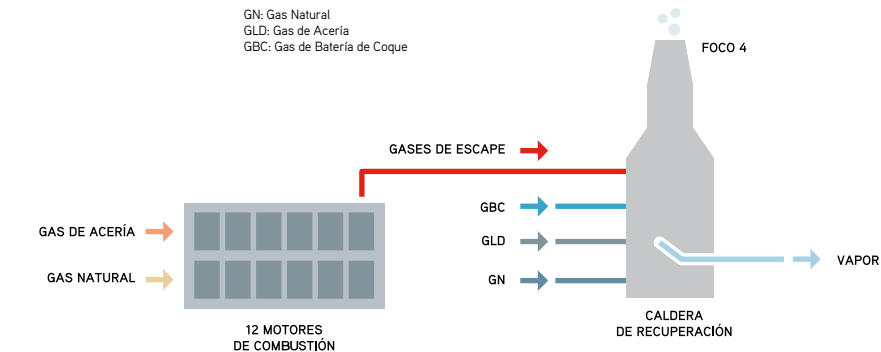 GN: Gas Natural
GLD: Gas de Acería
GBC: Gas de Batería de Coque
FOCO 4
GASES DE ESCAPE
GBC
GAS DE ACERÍA
GLD
VAPOR
GAS NATURAL
GN
CALDERA
DE RECUPERACIÓN
12 MOTORES
DE COMBUSTIÓN